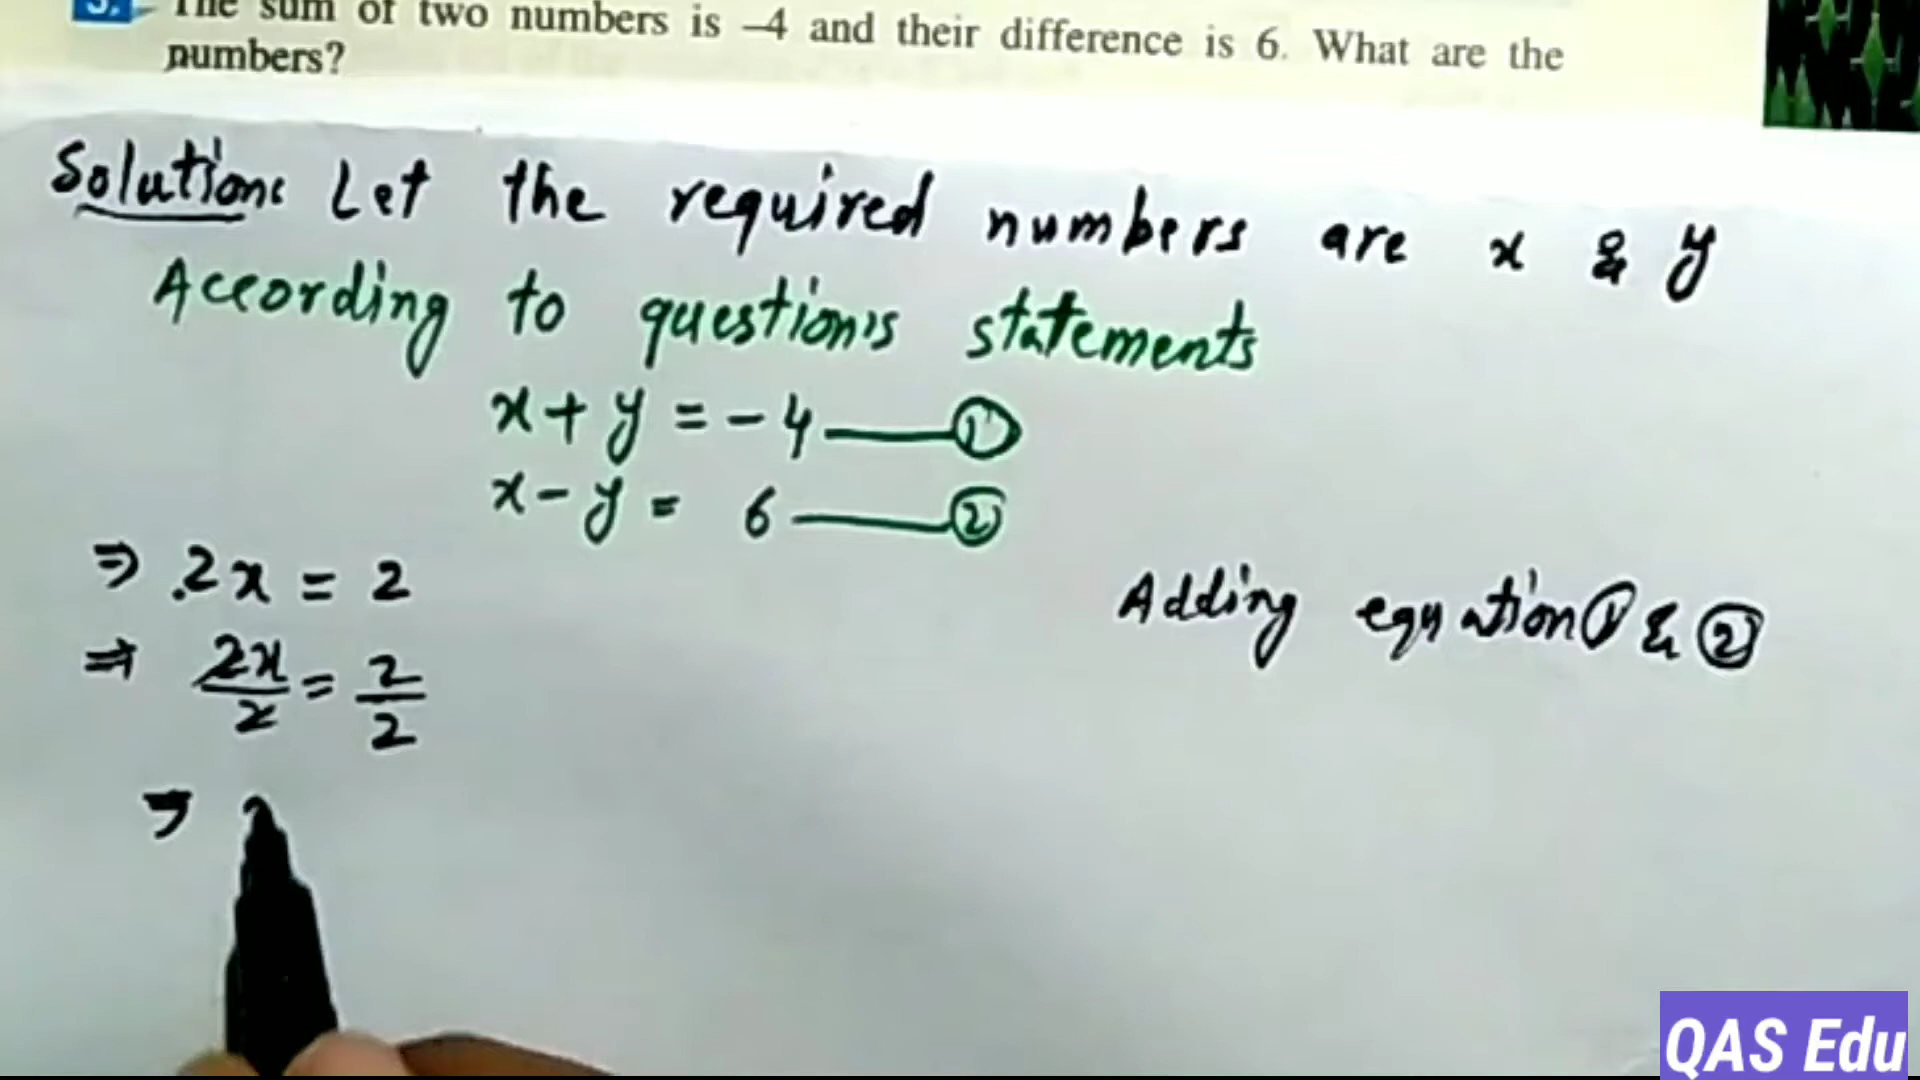 3. The sum of two numbers is –4 and their difference is 6. What are the
numbers?
Solution: Let the required numbers are x & y
According to question's statements
x + y = - 4 ——— ①
x - y = 6 ——— ②
⇒ 2x = 2
Adding equation ① & ②
⇒ 2x/2 = 2/2
⇒
QAS Edu